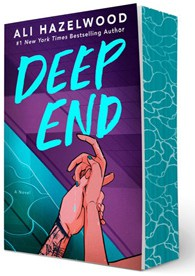 ALI HAZELWOOD
#1 New York Times Bestselling Author
DEEP
END
A Novel